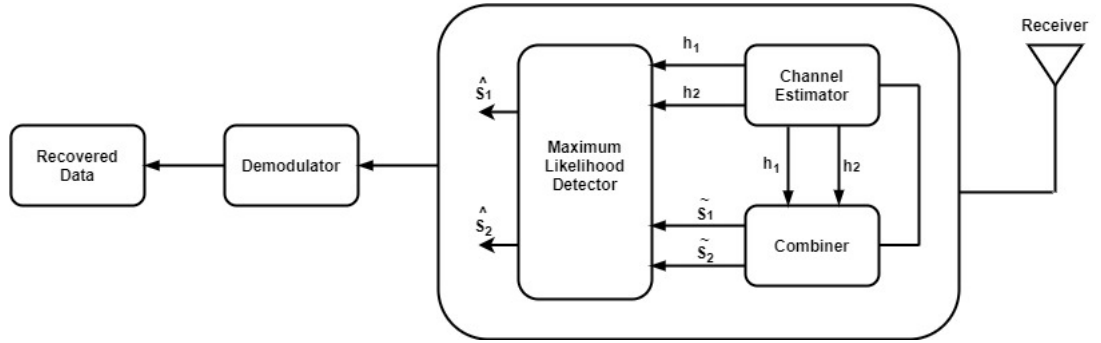 Receiver
h1
Channel
Estimator
h2
ŝ1
Maximum
Likelihood
Detector
Recovered
Data
Demodulator
h1
h2
s̃1
ŝ2
Combiner
s̃2